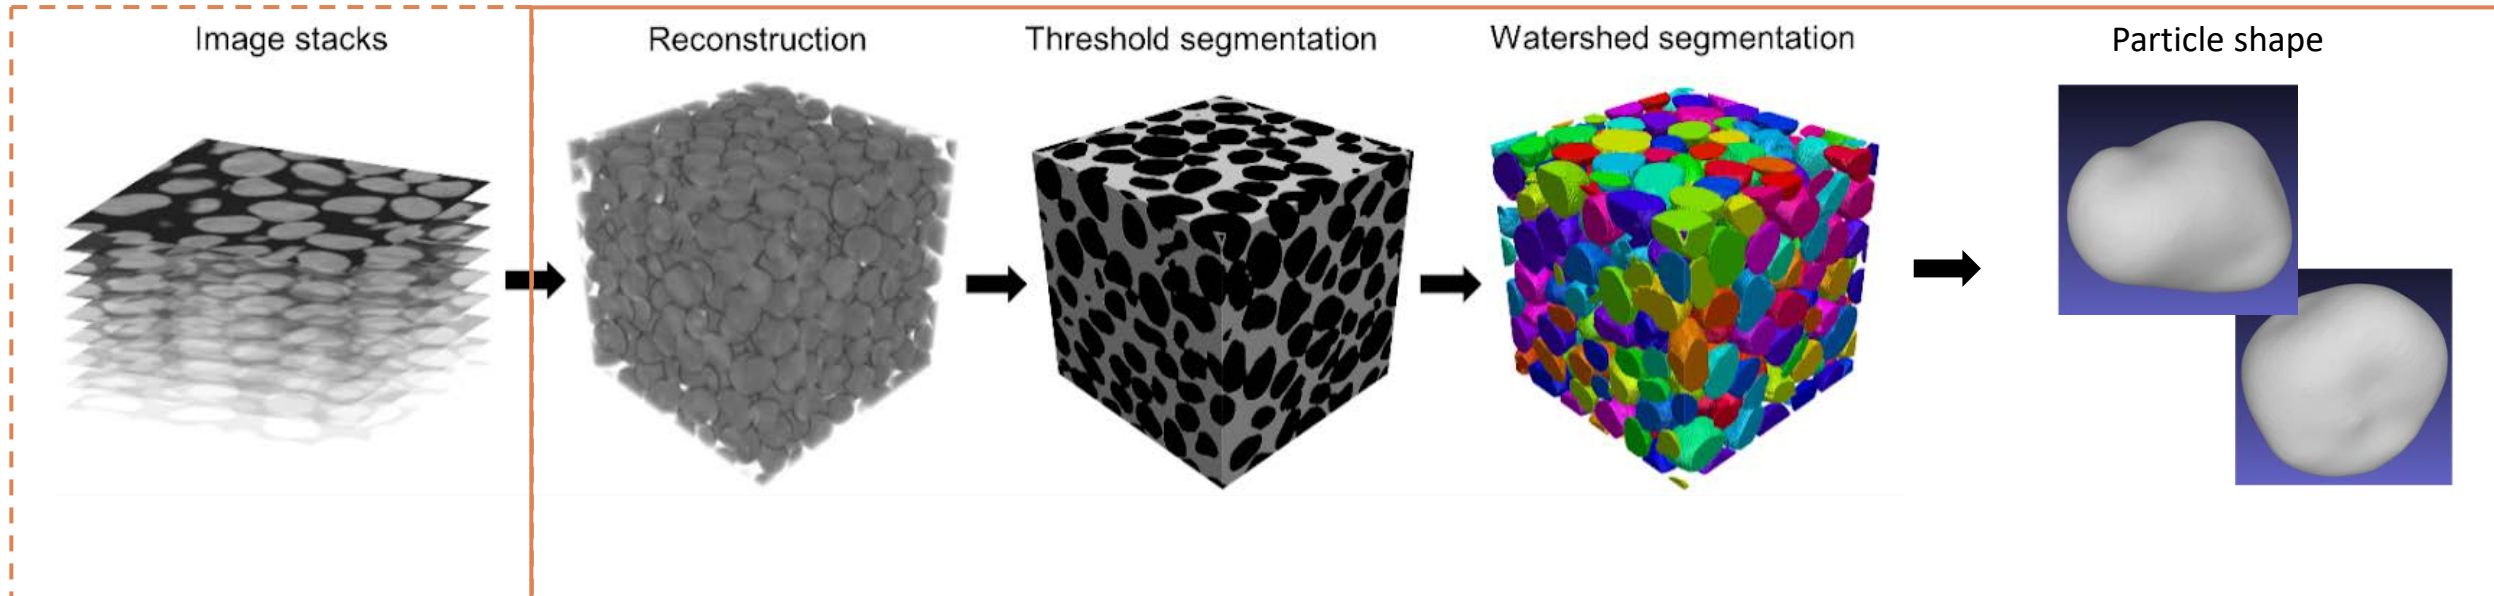 Image stacks
Reconstruction
Threshold segmentation
Watershed segmentation
Particle shape